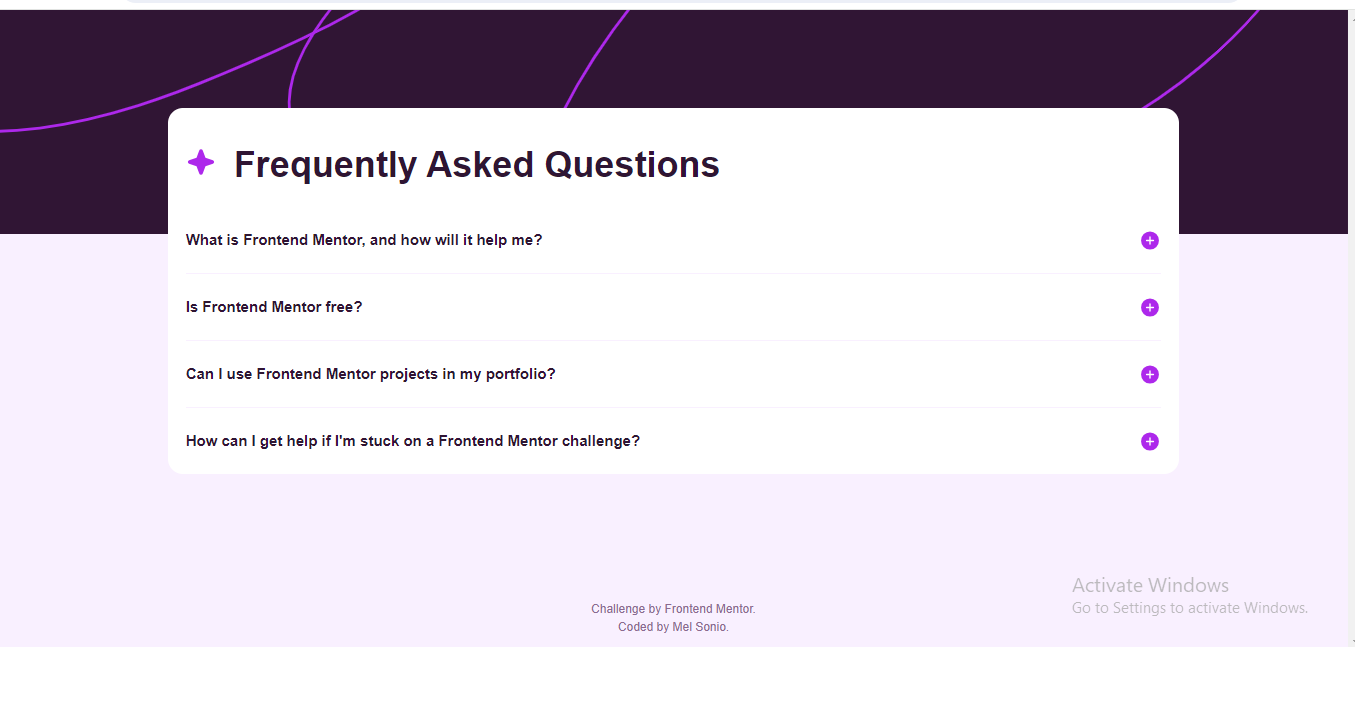 Frequently Asked Questions
What is Frontend Mentor, and how will it help me?
Is Frontend Mentor free?
Can I use Frontend Mentor projects in my portfolio?
How can I get help if I'm stuck on a Frontend Mentor challenge?
Activate Windows
Go to Settings to activate Windows.
Challenge by Frontend Mentor.
Coded by Mel Sonio.